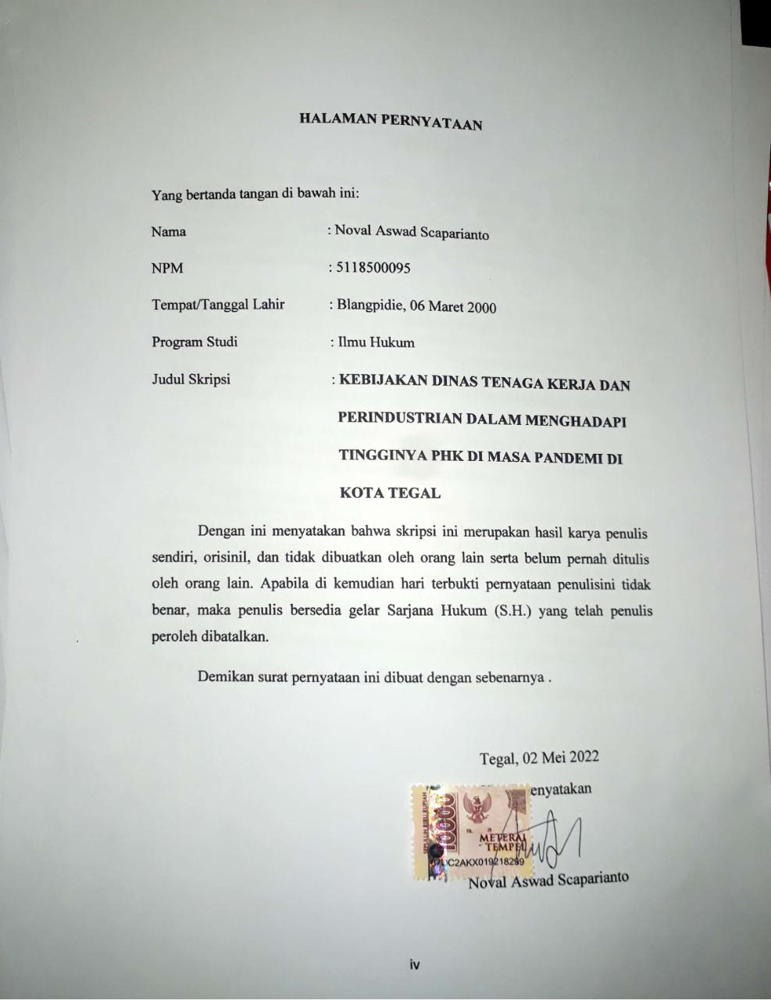 HALAMAN PERNYATAAN
Yang bertanda tangan di bawah ini:
Nama : Noval Aswad Scaparianto
NPM : 5118500095
Tempat/Tanggal Lahir : Blangpidie, 06 Maret 2000
Program Studi : Ilmu Hukum
Judul Skripsi : KEBIJAKAN DINAS TENAGA KERJA DAN
PERINDUSTRIAN DALAM MENGHADAPI
TINGGINYA PHK DI MASA PANDEMI DI
KOTA TEGAL
Dengan ini menyatakan bahwa skripsi ini merupakan hasil karya penulis
sendiri, orisinil, dan tidak dibuatkan oleh orang lain serta belum pernah ditulis
oleh orang lain. Apabila di kemudian hari terbukti pernyataan penulisini tidak
benar, maka penulis bersedia gelar Sarjana Hukum (S.H.) yang telah penulis
peroleh dibatalkan.
Demikan surat pernyataan ini dibuat dengan sebenarnya .
Tegal, 02 Mei 2022
enyatakan
SEPULUH RIBU RUPIAH
10000
METERAI
TEMPEL
C2AKX019218299
Noval Aswad Scaparianto
iv